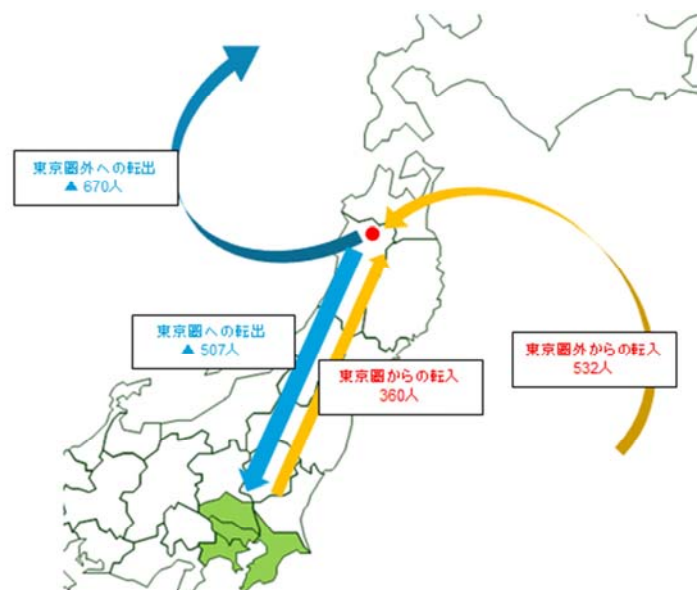 東京圏外への転出
▲ 670人
東京圏への転出
▲ 507人
東京圏からの転入
360人
東京圏外からの転入
532人